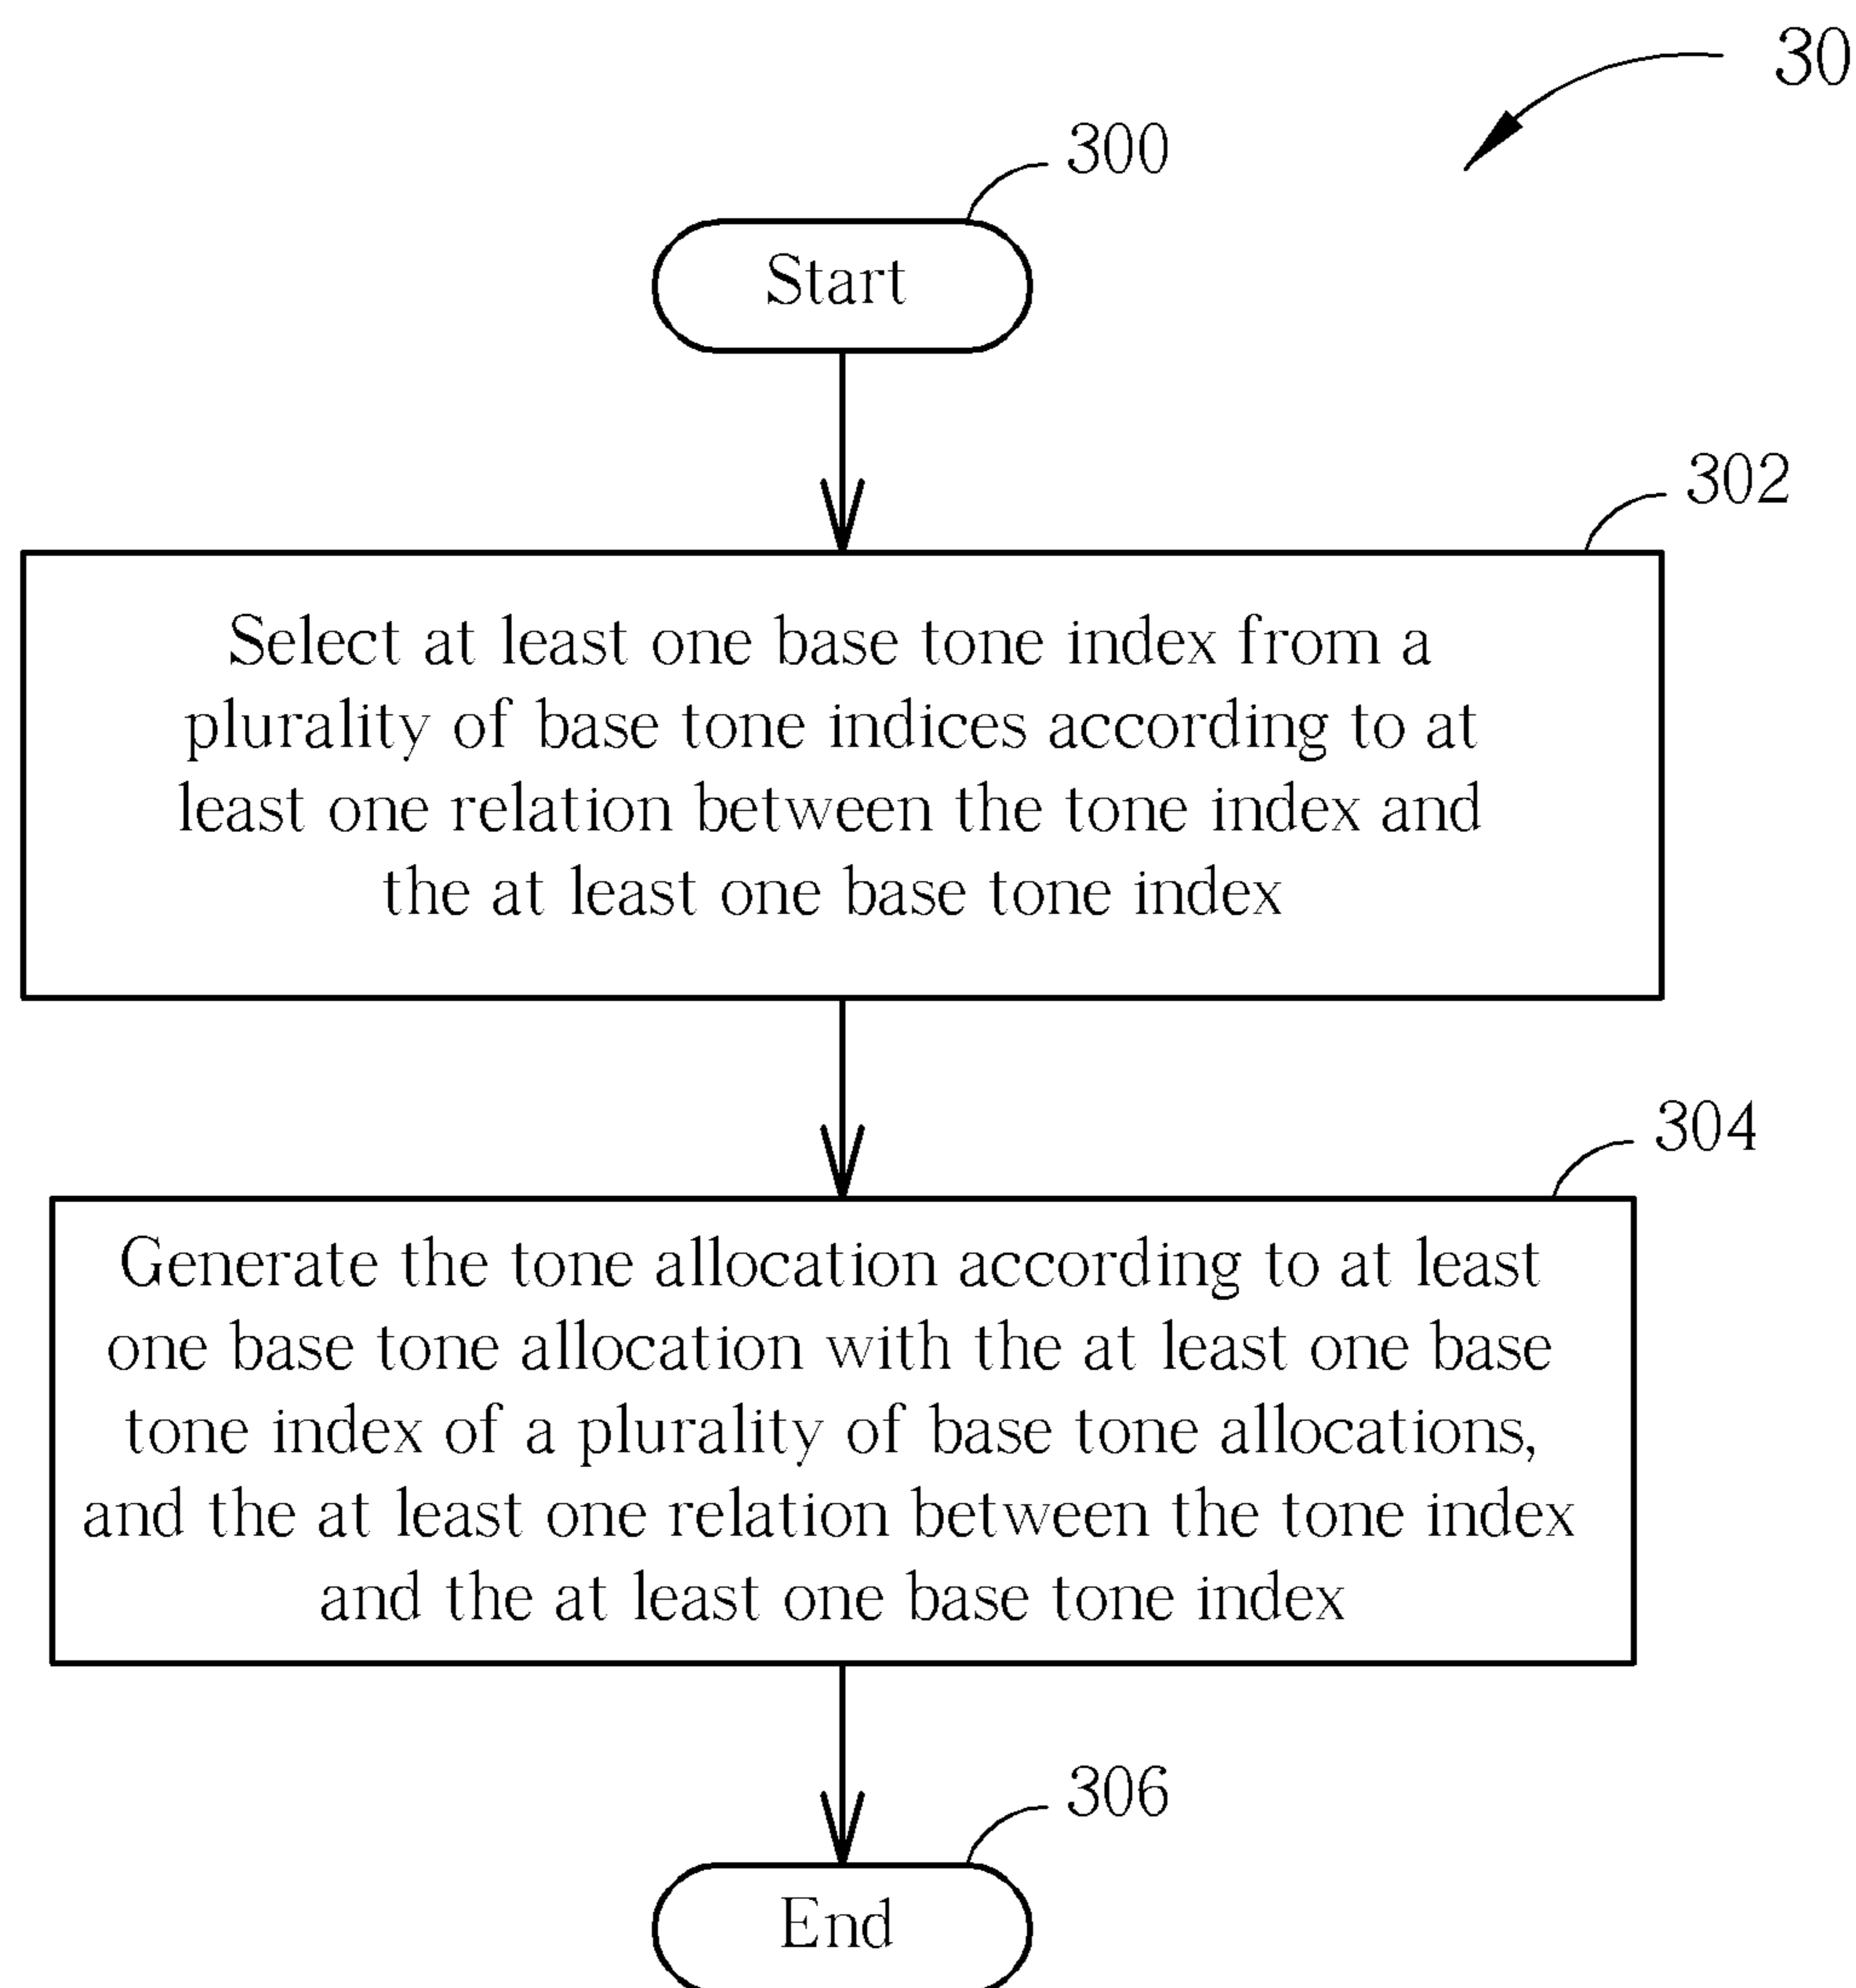 30
300
Start
302
Select at least one base tone index from a
plurality of base tone indices according to at
least one relation between the tone index and
the at least one base tone index
304
Generate the tone allocation according to at least
one base tone allocation with the at least one base
tone index of a plurality of base tone allocations,
and the at least one relation between the tone index
and the at least one base tone index
306
End